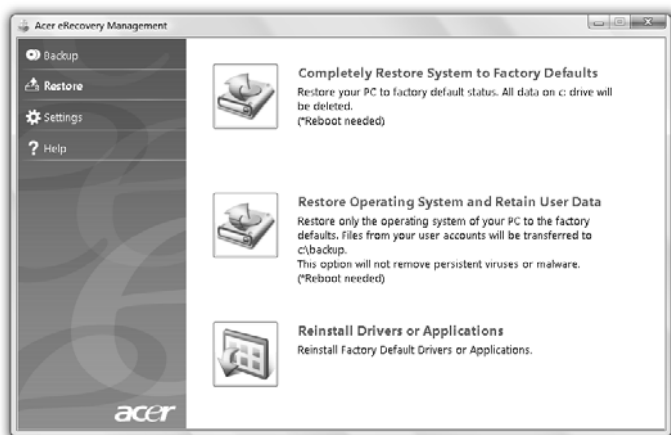 Acer eRecovery Management
Backup
Restore
Settings
? Help
Completely Restore System to Factory Defaults
Restore your PC to factory default status. All data on c: drive will
be deleted.
(*Reboot needed)
Restore Operating System and Retain User Data
Restore only the operating system of your PC to the factory
defaults. Files from your user accounts will be transferred to
c:\backup.
This option will not remove persistent viruses or malware.
(*Reboot needed)
Reinstall Drivers or Applications
Reinstall Factory Default Drivers or Applications.
acer